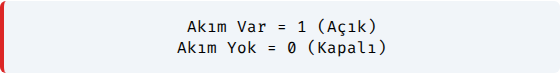 Akım Var = 1 (Açık)
Akım Yok = 0 (Kapalı)